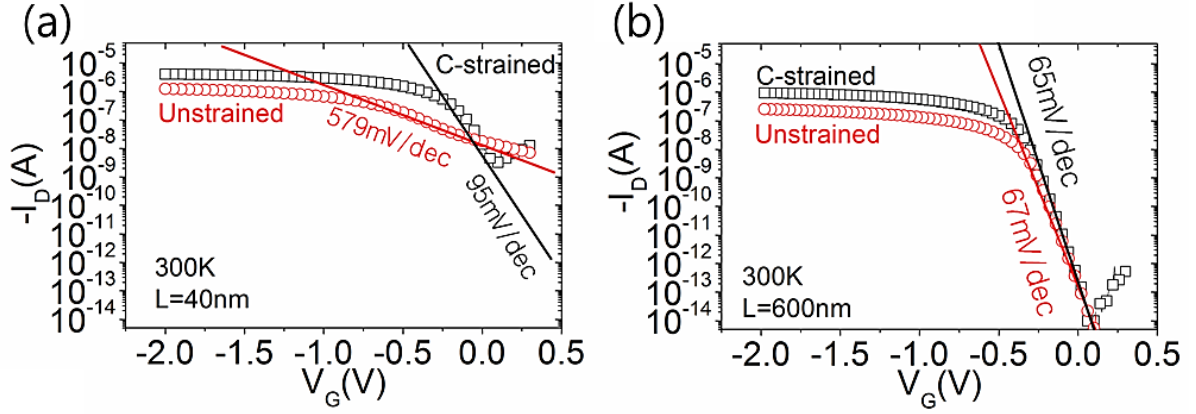 (a)
-I_D(A)
10^-5
10^-6
10^-7
10^-8
10^-9
10^-10
10^-11
10^-12
10^-13
10^-14
C-strained
Unstrained
579mV/dec
95mV/dec
300K
L=40nm
-2.0 -1.5 -1.0 -0.5 0.0 0.5
V_G(V)
(b)
-I_D(A)
10^-5
10^-6
10^-7
10^-8
10^-9
10^-10
10^-11
10^-12
10^-13
10^-14
C-strained
Unstrained
65mV/dec
67mV/dec
300K
L=600nm
-2.0 -1.5 -1.0 -0.5 0.0 0.5
V_G(V)